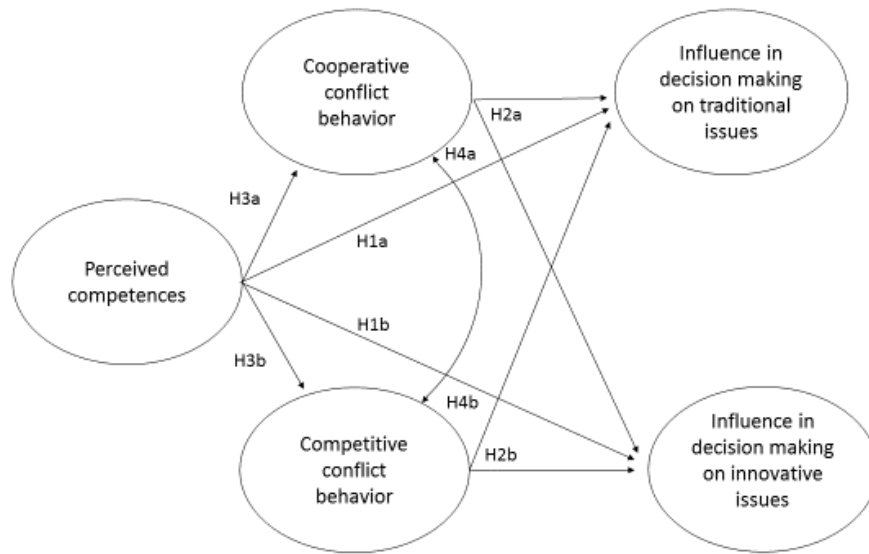 Cooperative
conflict
behavior
Influence in
decision making
on traditional
issues
H2a
H4a
H3a
H1a
Perceived
competences
H1b
H3b
H4b
Competitive
conflict
behavior
H2b
Influence in
decision making
on innovative
issues